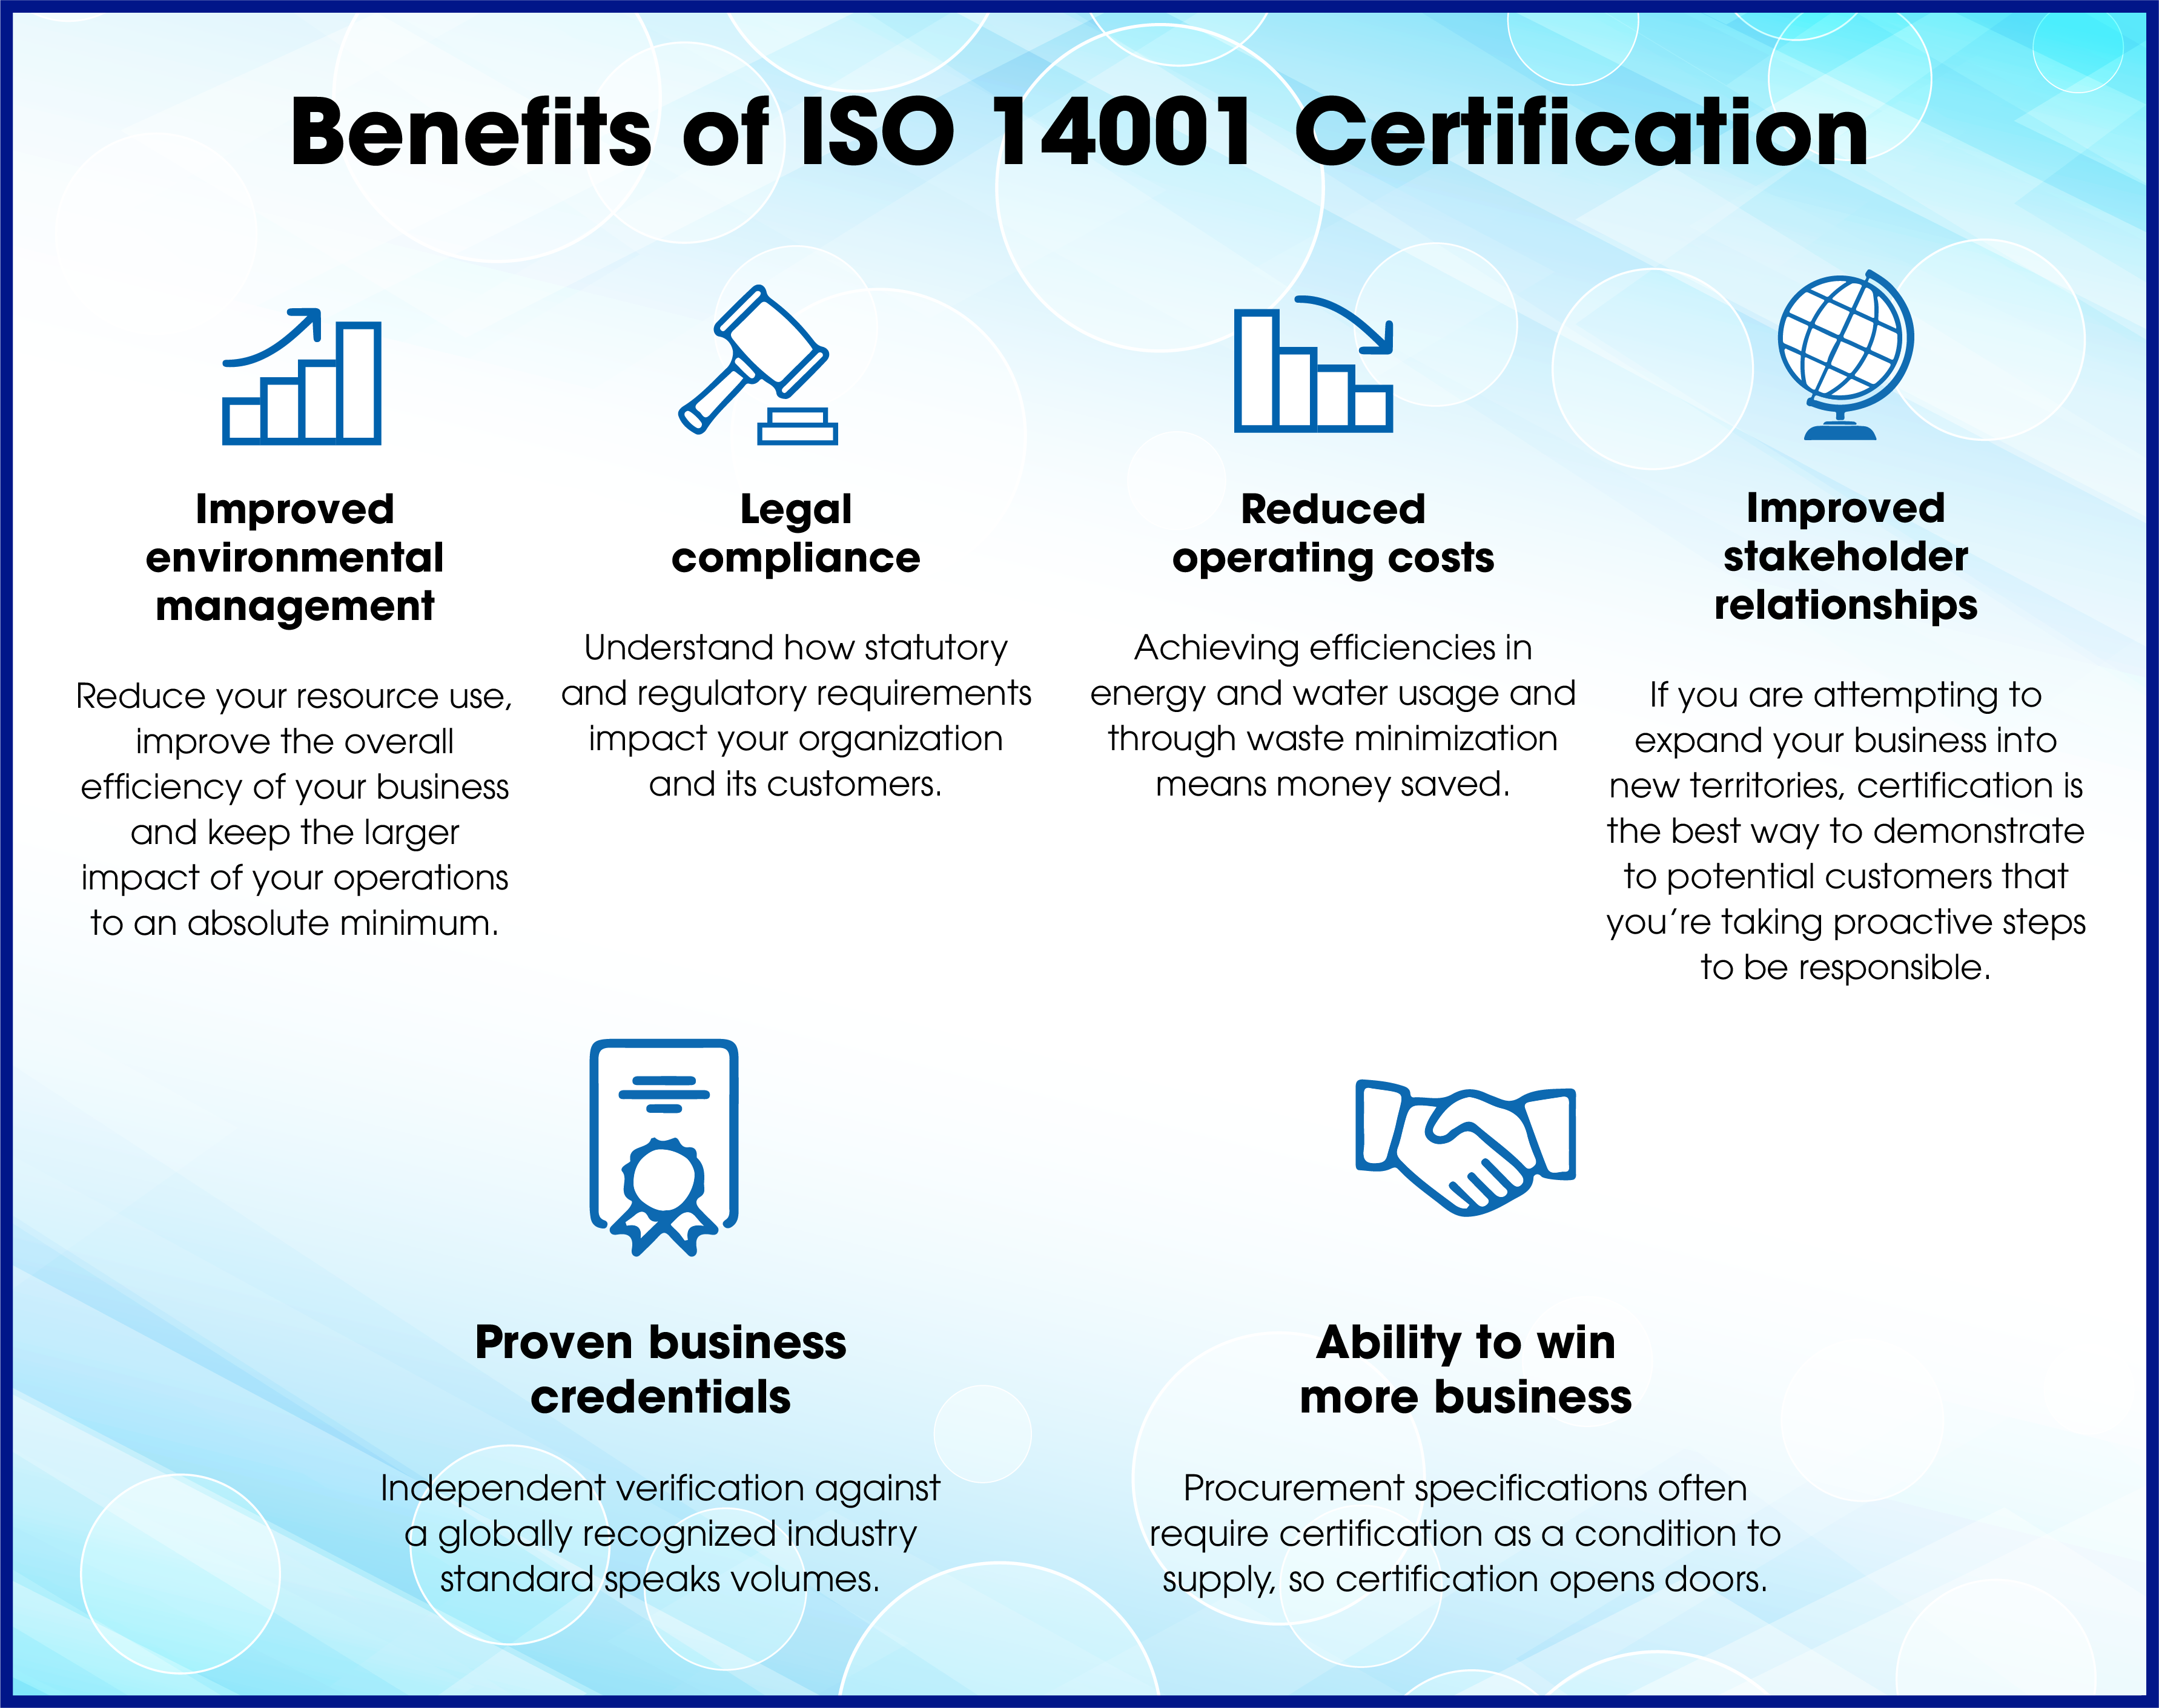 Benefits of ISO 14001 Certification
Improved
environmental
management
Reduce your resource use,
improve the overall
efficiency of your business
and keep the larger
impact of your operations
to an absolute minimum.
Legal
compliance
Understand how statutory
and regulatory requirements
impact your organization
and its customers.
Reduced
operating costs
Achieving efficiencies in
energy and water usage and
through waste minimization
means money saved.
Improved
stakeholder
relationships
If you are attempting to
expand your business into
new territories, certification is
the best way to demonstrate
to potential customers that
you’re taking proactive steps
to be responsible.
Proven business
credentials
Independent verification against
a globally recognized industry
standard speaks volumes.
Ability to win
more business
Procurement specifications often
require certification as a condition to
supply, so certification opens doors.